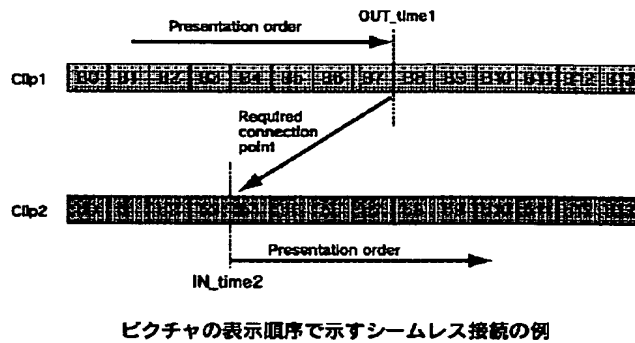 OUT_time1
Presentation order
Clip1
B0 B1 B2 B3 B4 B5 B6 B7 B8 B9 B10 B11 B12 B13
Required
connection
point
Clip2
Presentation order
IN_time2
ピクチャの表示順序で示すシームレス接続の例